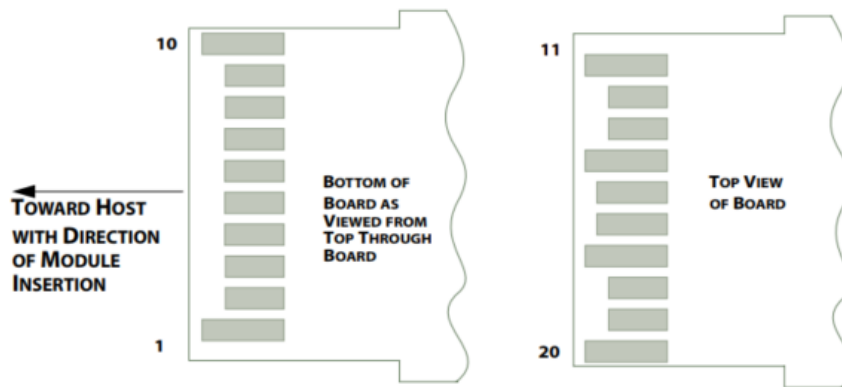 10
BOTTOM OF
BOARD AS
VIEWED FROM
TOP THROUGH
BOARD
TOWARD HOST
WITH DIRECTION
OF MODULE
INSERTION
1
11
TOP VIEW
OF BOARD
20